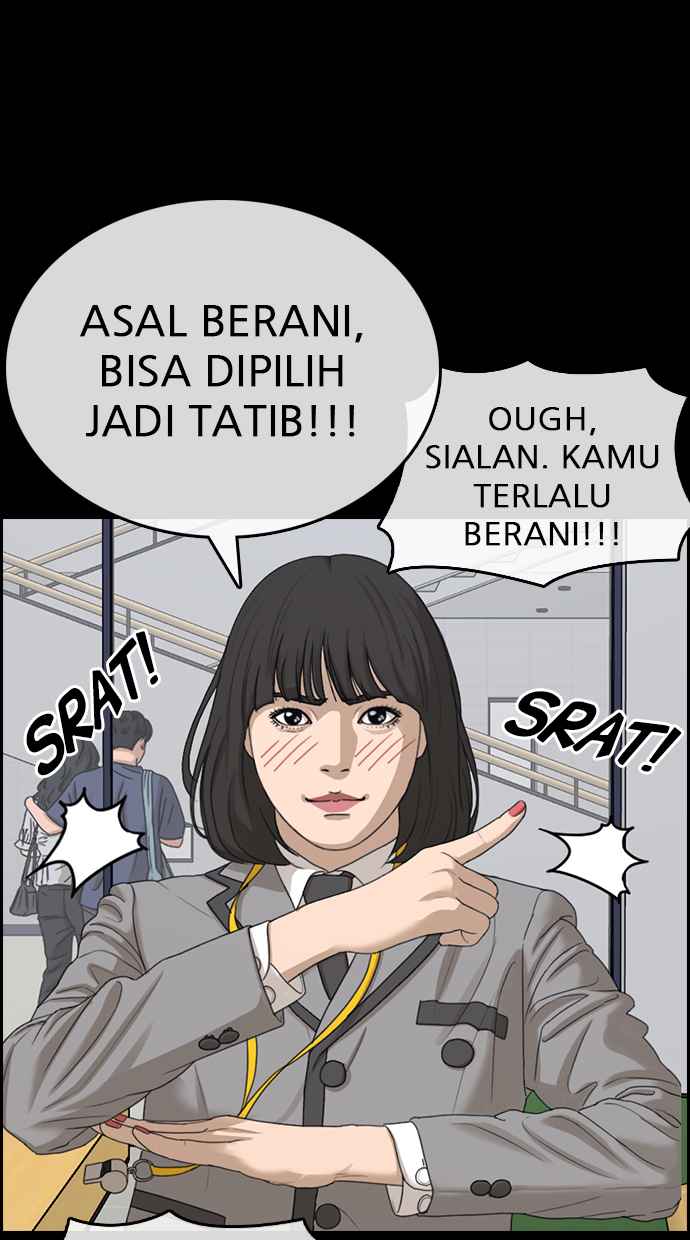 ASAL BERANI,
BISA DIPILIH
JADI TATIB!!!
OUGH,
SIALAN. KAMU
TERLALU
BERANI!!!
SRAT!
SRAT!